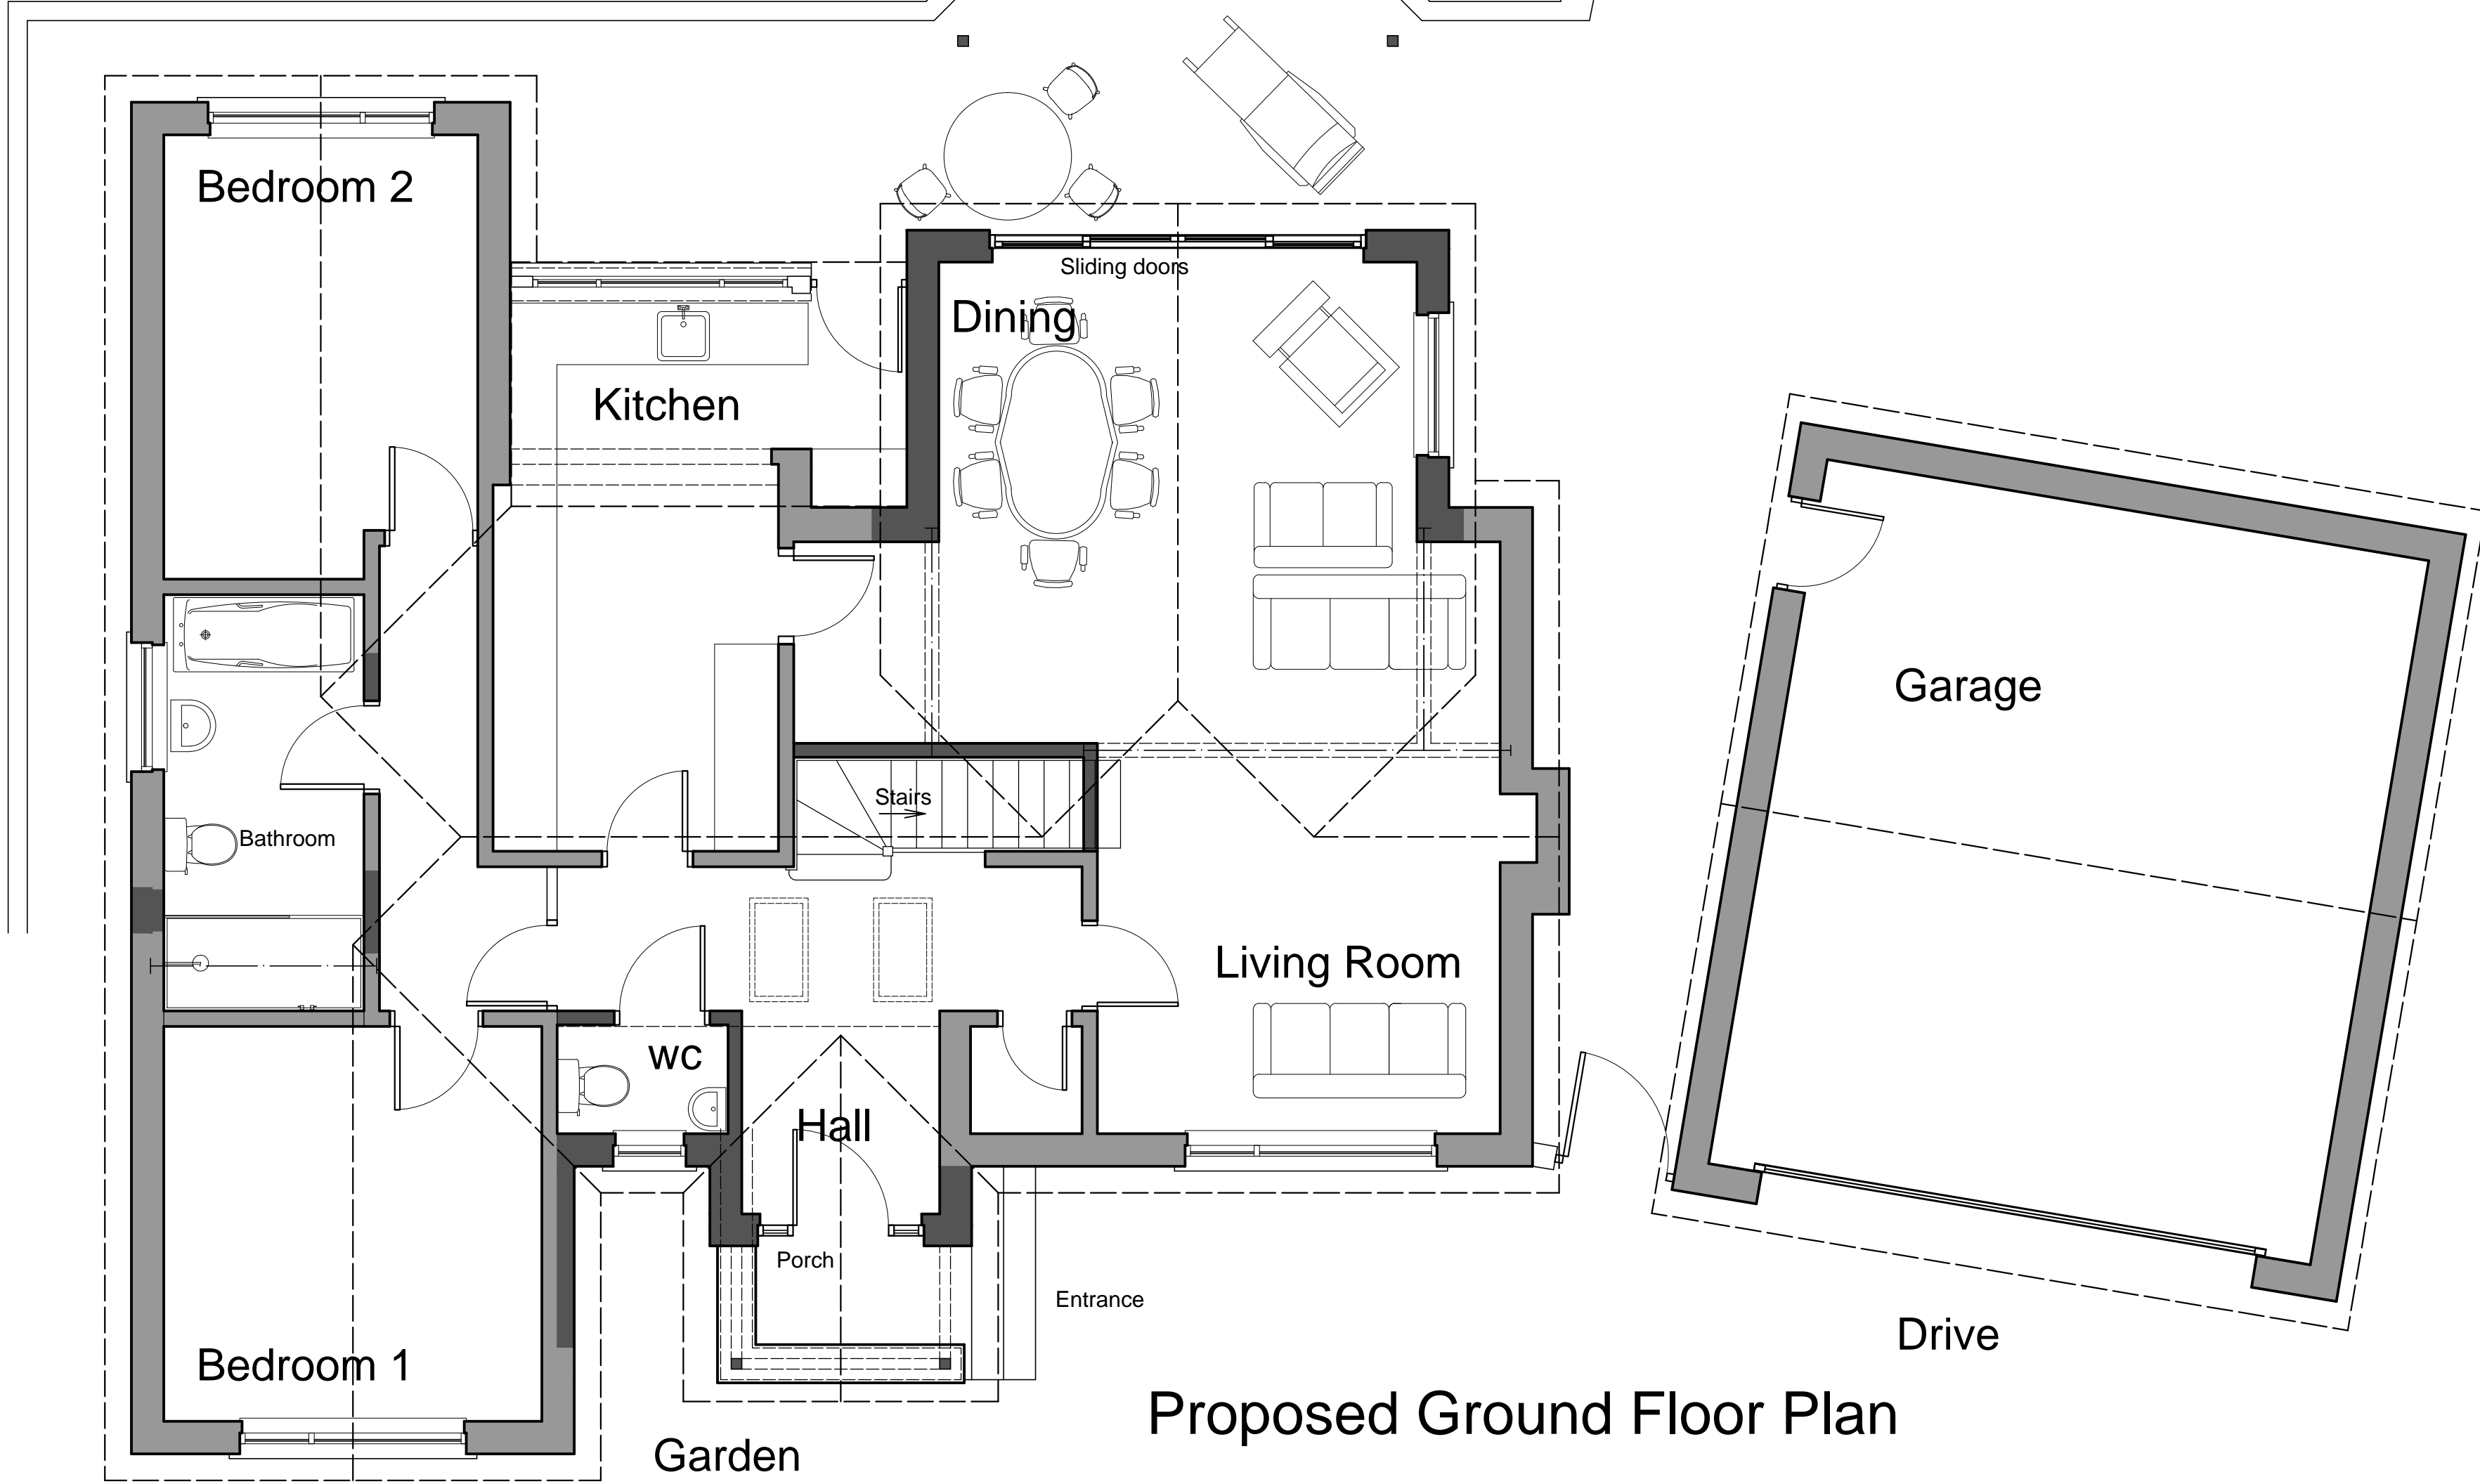 Bedroom 2
Sliding doors
Dining
Kitchen
Garage
Stairs
Bathroom
Living Room
wc
Hall
Porch
Entrance
Drive
Bedroom 1
Proposed Ground Floor Plan
Garden